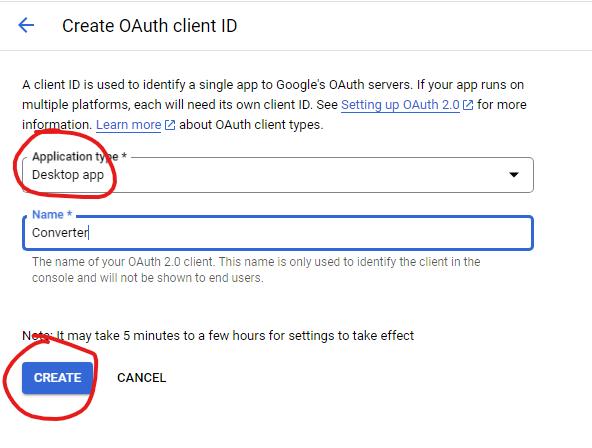 Create OAuth client ID
A client ID is used to identify a single app to Google's OAuth servers. If your app runs on
multiple platforms, each will need its own client ID. See Setting up OAuth 2.0 for more
information. Learn more about OAuth client types.
Application type *
Desktop app
Name *
Converter
The name of your OAuth 2.0 client. This name is only used to identify the client in the
console and will not be shown to end users.
Note: It may take 5 minutes to a few hours for settings to take effect
CREATE CANCEL